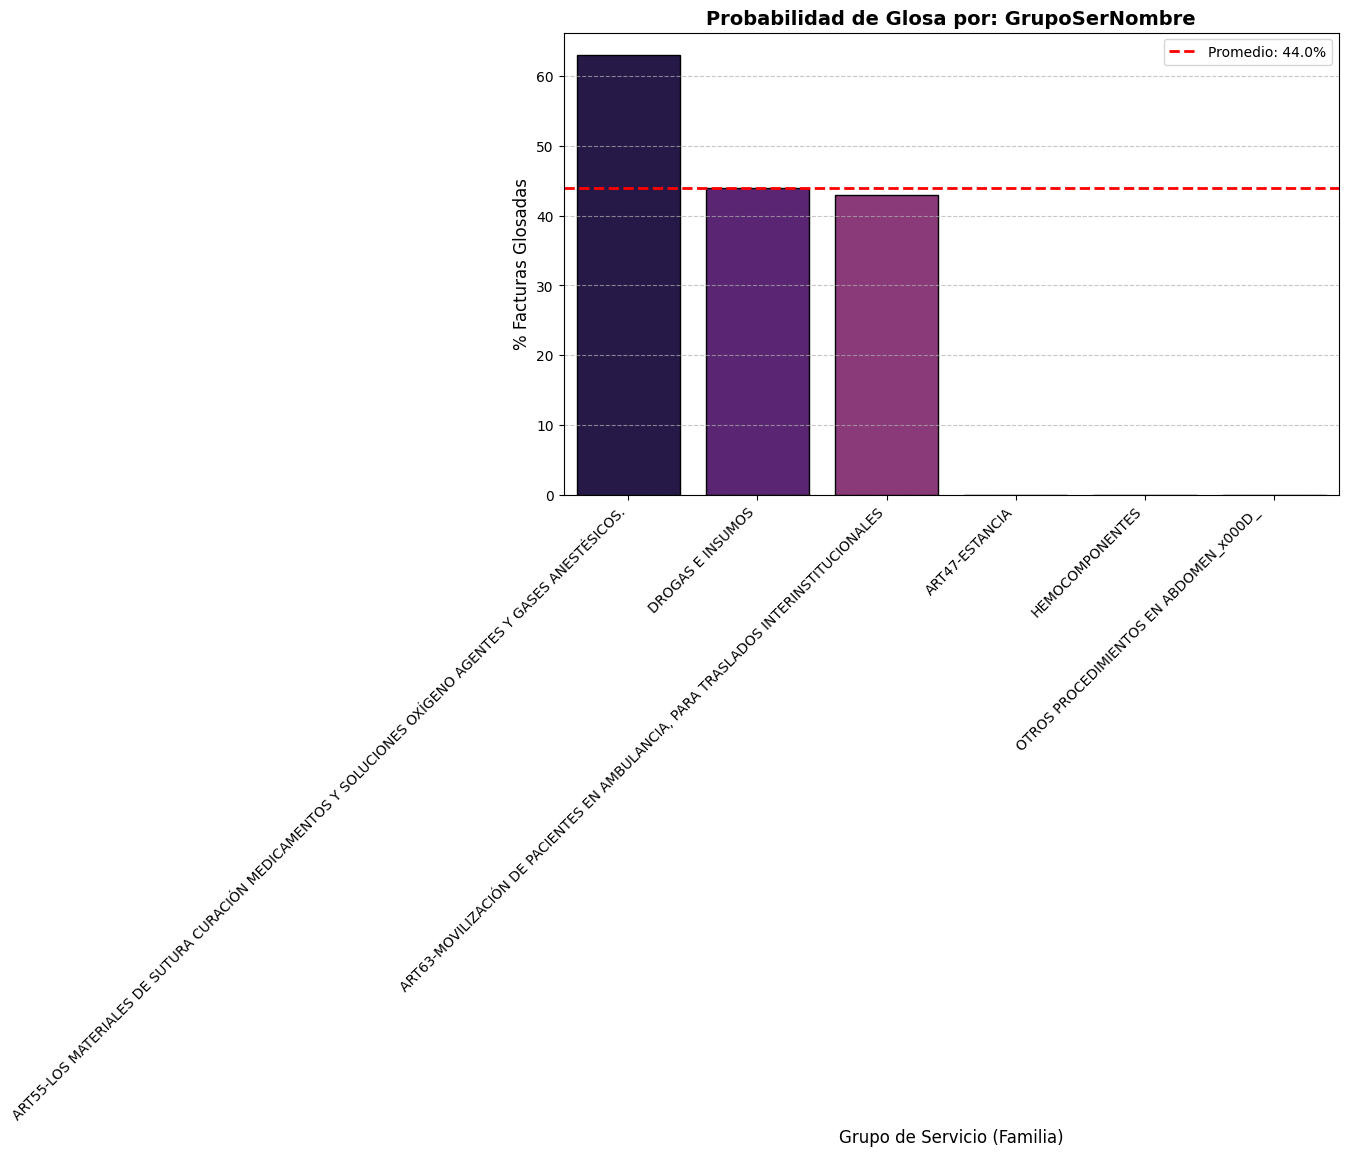 Probabilidad de Glosa por: GrupoSerNombre
Promedio: 44.0%
% Facturas Glosadas
60
50
40
30
20
10
0
ART55-LOS MATERIALES DE SUTURA CURACIÓN MEDICAMENTOS Y SOLUCIONES OXÍGENO AGENTES Y GASES ANESTÉSICOS.
DROGAS E INSUMOS
ART63-MOVILIZACIÓN DE PACIENTES EN AMBULANCIA, PARA TRASLADOS INTERINSTITUCIONALES
ART47-ESTANCIA
HEMOCOMPONENTES
OTROS PROCEDIMIENTOS EN ABDOMEN_x000D_
Grupo de Servicio (Familia)